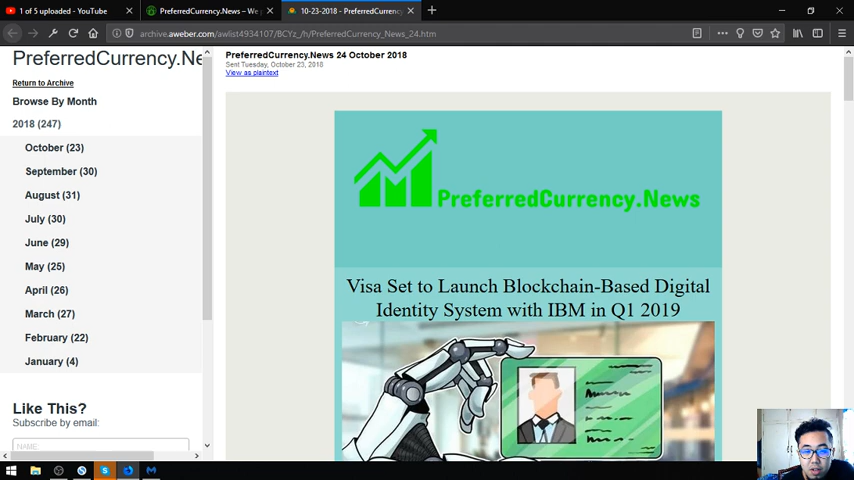 1 of 5 uploaded - YouTube
PreferredCurrency.News – We p
10-23-2018 - PreferredCurrency
archive.aweber.com/awlist4934107/BCYz_/h/PreferredCurrency_News_24.htm
PreferredCurrency.Ne
Return to Archive
Browse By Month
2018 (247)
October (23)
September (30)
August (31)
July (30)
June (29)
May (25)
April (26)
March (27)
February (22)
January (4)
Like This?
Subscribe by email:
NAME:
PreferredCurrency.News 24 October 2018
Sent Tuesday, October 23, 2018
View as plaintext
PreferredCurrency.News
Visa Set to Launch Blockchain-Based Digital
Identity System with IBM in Q1 2019